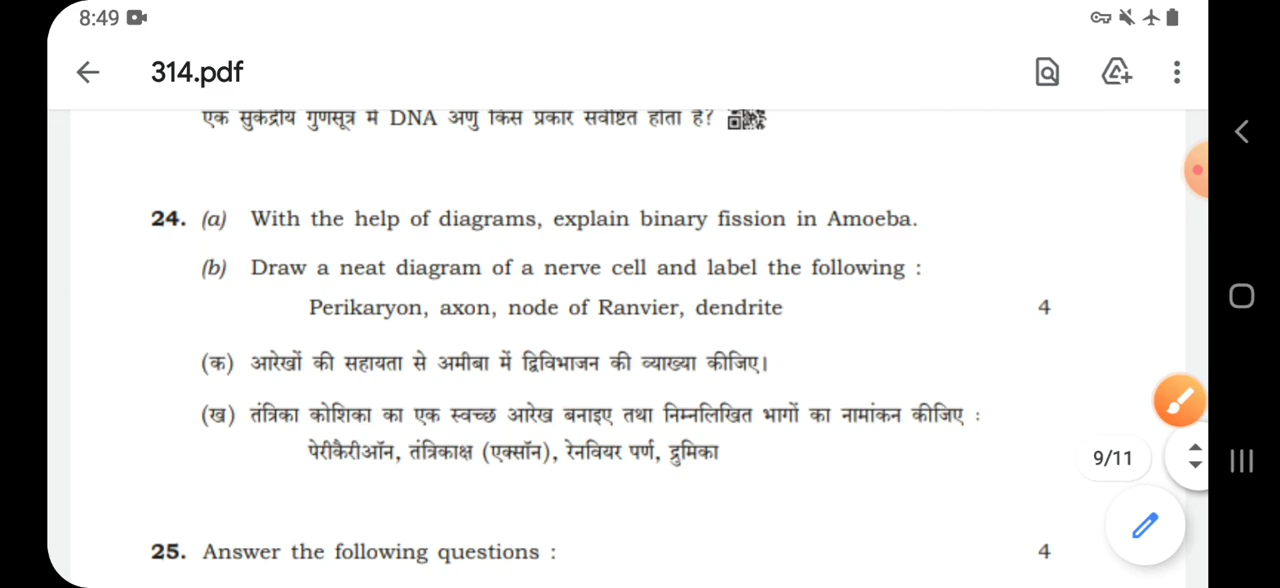 8:49
314.pdf
एक सुकेंद्रीय गुणसूत्र में DNA अणु किस प्रकार संवेष्टित होता है?
24. (a) With the help of diagrams, explain binary fission in Amoeba.
(b) Draw a neat diagram of a nerve cell and label the following :
Perikaryon, axon, node of Ranvier, dendrite 4
(क) आरेखों की सहायता से अमीबा में द्विविभाजन की व्याख्या कीजिए।
(ख) तंत्रिका कोशिका का एक स्वच्छ आरेख बनाइए तथा निम्नलिखित भागों का नामांकन कीजिए :
पेरीकैरीऑन, तंत्रिकाक्ष (एक्सॉन), रेनवियर पर्ण, द्रुमिका
9/11
25. Answer the following questions : 4